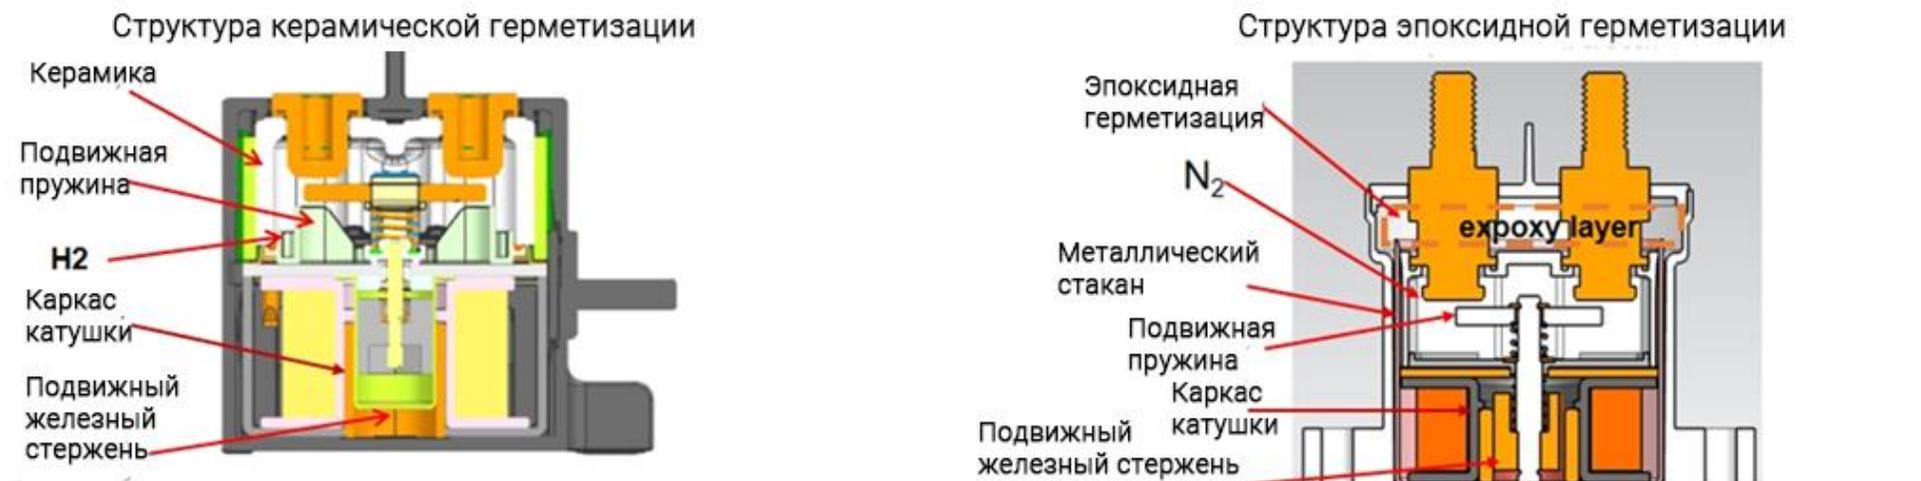 Структура керамической герметизации
Керамика
Подвижная
пружина
H2
Каркас
катушки
Подвижный
железный
стержень
Структура эпоксидной герметизации
Эпоксидная
герметизация
N2
expoxy layer
Металлический
стакан
Подвижная
пружина
Каркас
катушки
Подвижный
железный стержень